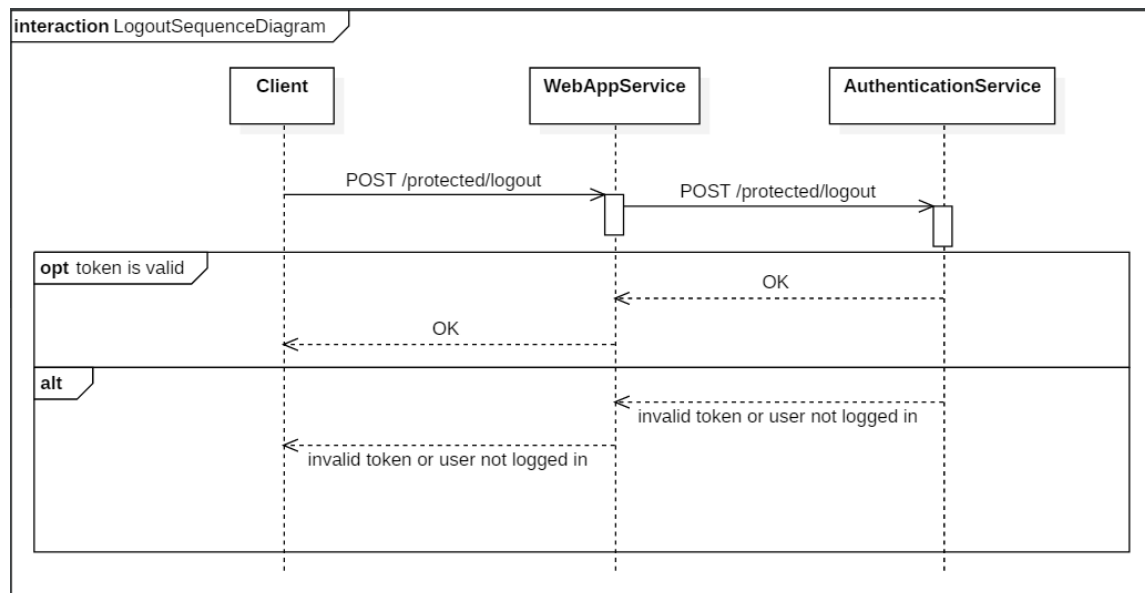 interaction LogoutSequenceDiagram
Client
WebAppService
AuthenticationService
POST /protected/logout
POST /protected/logout
opt token is valid
OK
OK
alt
invalid token or user not logged in
invalid token or user not logged in